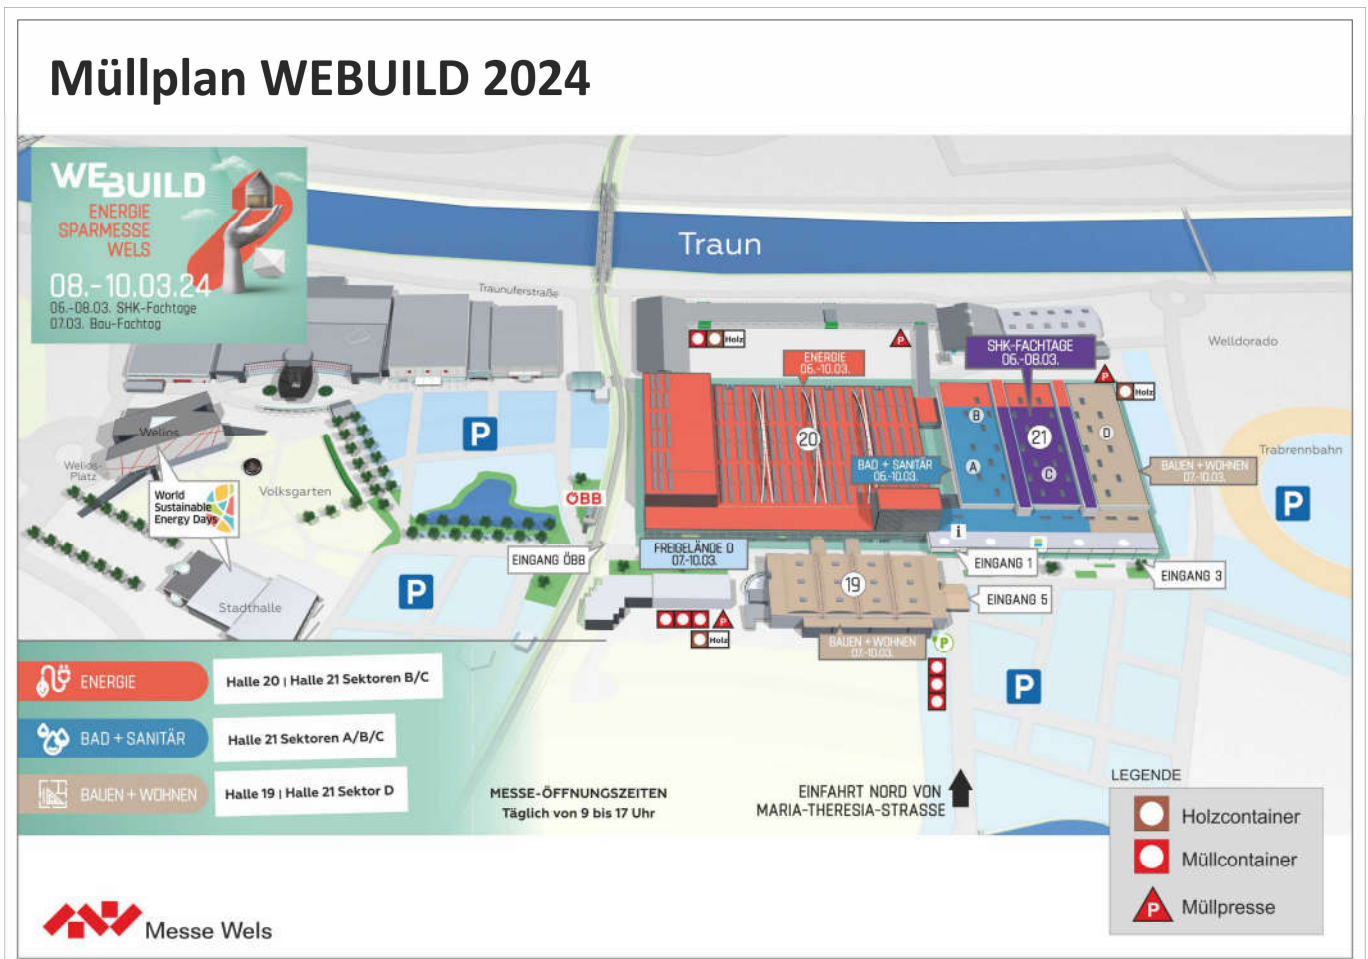 Müllplan WEBUILD 2024
WEBUILD
ENERGIE
SPARMESSE
WELS
08.-10.03.24
06.-08.03. SHK-Fachtage
07.03. Bau-Fachtag
Traun
Traunuferstraße
Welldorado
Trabrennbahn
Holz
P
ENERGIE
06.-10.03.
SHK-FACHTAGE
06.-08.03.
P
Holz
B
A
21
C
D
20
BAD + SANITÄR
06.-10.03.
BAUEN + WOHNEN
07.-10.03.
P
P
Welios
Welios-
Platz
Volksgarten
World
Sustainable
Energy Days
ÖBB
EINGANG ÖBB
FREIGELÄNDE O
07.-10.03.
i
EINGANG 1
EINGANG 3
EINGANG 5
19
P
Stadthalle
P
Holz
BAUEN + WOHNEN
07.-10.03.
P
P
ENERGIE
Halle 20 | Halle 21 Sektoren B/C
BAD + SANITÄR
Halle 21 Sektoren A/B/C
BAUEN + WOHNEN
Halle 19 | Halle 21 Sektor D
MESSE-ÖFFNUNGSZEITEN
Täglich von 9 bis 17 Uhr
EINFAHRT NORD VON
MARIA-THERESIA-STRASSE
LEGENDE
Holzcontainer
Müllcontainer
P Müllpresse
Messe Wels